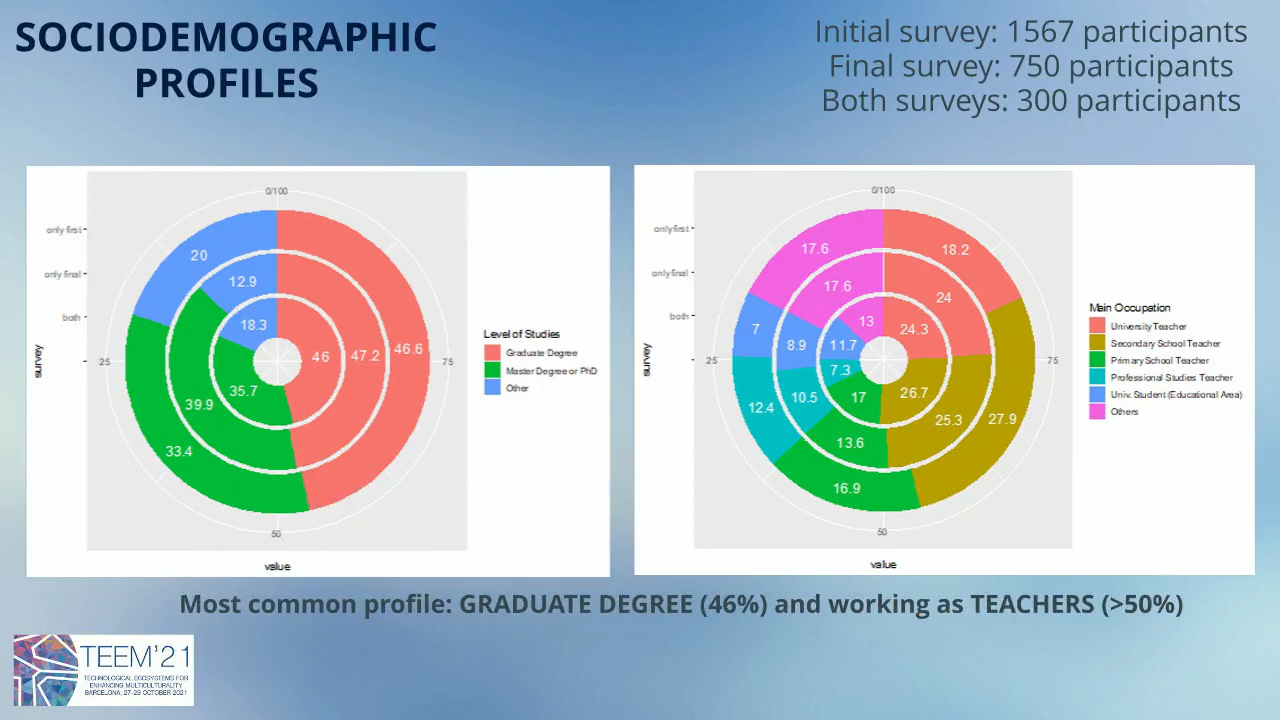 SOCIODEMOGRAPHIC
PROFILES
Initial survey: 1567 participants
Final survey: 750 participants
Both surveys: 300 participants
0/100
only first
only final
both
25
75
50
survey
value
20
12.9
18.3
46
47.2
46.6
35.7
39.9
33.4
Level of Studies
Graduate Degree
Master Degree or PhD
Other
0/100
only first
only final
both
25
75
50
survey
value
17.6
18.2
17.6
24
13
24.3
7
8.9
11.7
7.3
12.4
10.5
17
26.7
25.3
27.9
13.6
16.9
Main Occupation
University Teacher
Secondary School Teacher
Primary School Teacher
Professional Studies Teacher
Univ. Student (Educational Area)
Others
Most common profile: GRADUATE DEGREE (46%) and working as TEACHERS (>50%)
TEEM'21
TECHNOLOGICAL ECOSYSTEMS FOR
ENHANCING MULTICULTURALITY
BARCELONA, 27-29 OCTOBER 2021